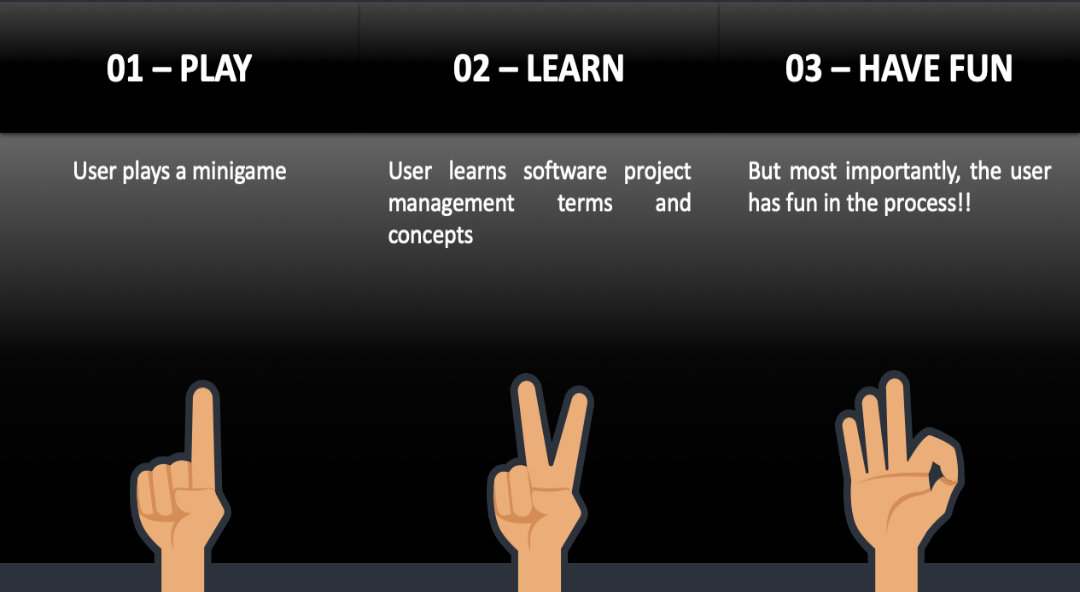 01 – PLAY
User plays a minigame
02 – LEARN
User learns software project
management terms and
concepts
03 – HAVE FUN
But most importantly, the user
has fun in the process!!